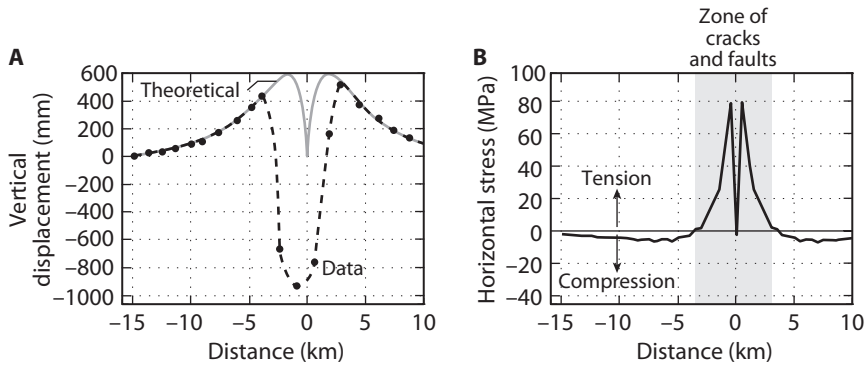 A
Vertical
displacement (mm)
600
400
200
0
−200
−400
−600
−800
−1000
Theoretical
Data
−15
−10
−5
0
5
10
Distance (km)
Zone of
cracks
and faults
B
Horizontal stress (MPa)
100
80
60
40
20
0
−20
−40
Tension
Compression
−15
−10
−5
0
5
10
Distance (km)